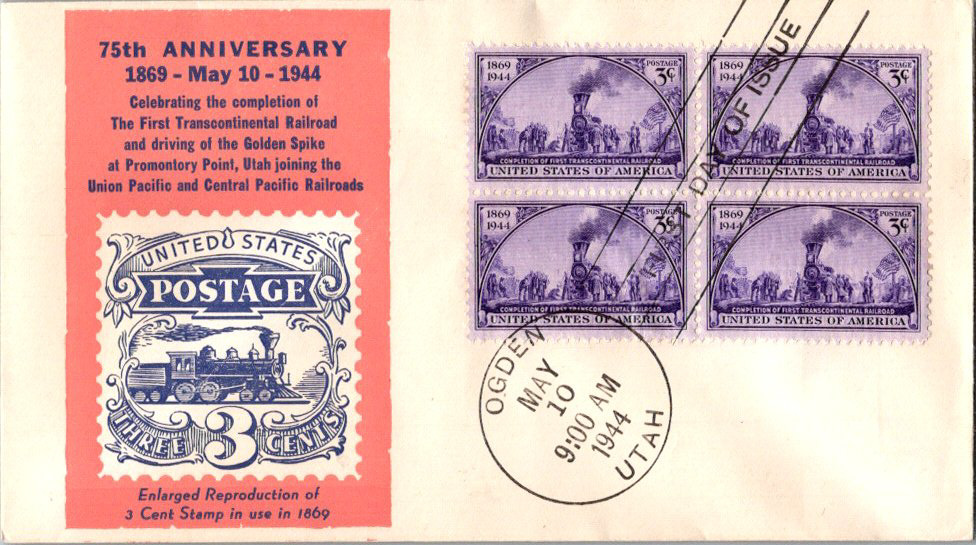 75th ANNIVERSARY
1869 - May 10 - 1944
Celebrating the completion of
The First Transcontinental Railroad
and driving of the Golden Spike
at Promontory Point, Utah joining the
Union Pacific and Central Pacific Railroads
UNITED STATES
POSTAGE
THREE 3 CENTS
Enlarged Reproduction of
3 Cent Stamp in use in 1869
1869
1944
POSTAGE
3¢
COMPLETION OF FIRST TRANSCONTINENTAL RAILROAD
UNITED STATES OF AMERICA
1869
1944
POSTAGE
3¢
COMPLETION OF FIRST TRANSCONTINENTAL RAILROAD
UNITED STATES OF AMERICA
1869
1944
POSTAGE
3¢
COMPLETION OF FIRST TRANSCONTINENTAL RAILROAD
UNITED STATES OF AMERICA
1869
1944
POSTAGE
3¢
COMPLETION OF FIRST TRANSCONTINENTAL RAILROAD
UNITED STATES OF AMERICA
FIRST DAY OF ISSUE
OGDEN
MAY
10
9:00 AM
1944
UTAH